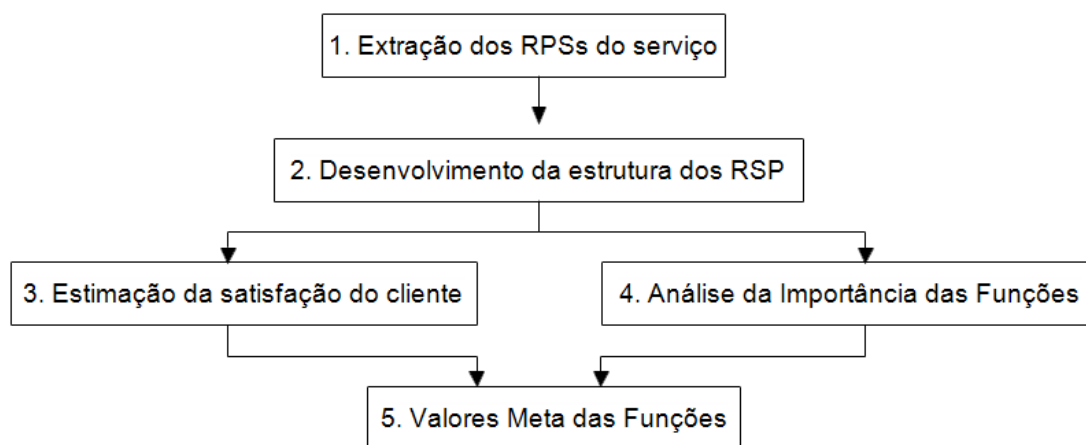 1. Extração dos RPSs do serviço
2. Desenvolvimento da estrutura dos RSP
3. Estimação da satisfação do cliente
4. Análise da Importância das Funções
5. Valores Meta das Funções